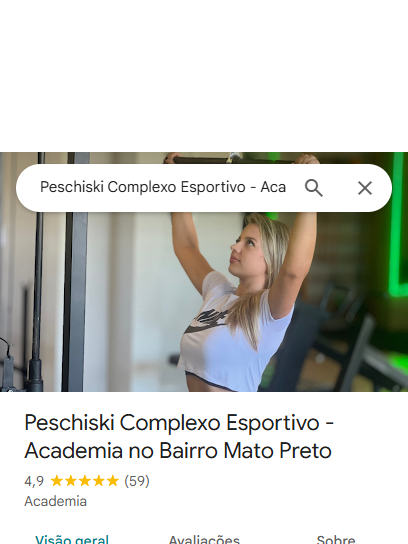 Peschiski Complexo Esportivo - Aca
Peschiski Complexo Esportivo -
Academia no Bairro Mato Preto
4,9 ★★★★★ (59)
Academia
Visão geral Avaliações Sobre